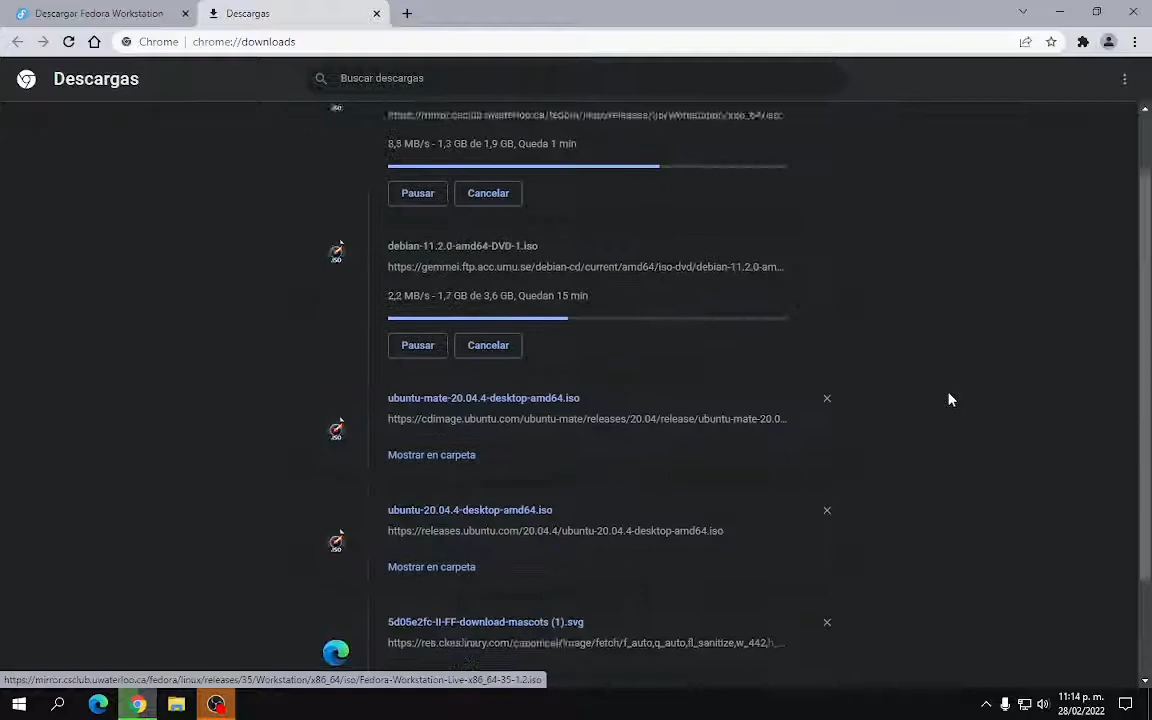 Descargar Fedora Workstation
Descargas
Chrome
chrome://downloads
Descargas
Buscar descargas
8,5 MB/s - 1,3 GB de 1,9 GB, Queda 1 min
Pausar
Cancelar
debian-11.2.0-amd64-DVD-1.iso
https://gemmei.ftp.acc.umu.se/debian-cd/current/amd64/iso-dvd/debian-11.2.0-am...
2,2 MB/s - 1,7 GB de 3,6 GB, Quedan 15 min
Pausar
Cancelar
ubuntu-mate-20.04.4-desktop-amd64.iso
https://cdimage.ubuntu.com/ubuntu-mate/releases/20.04/release/ubuntu-mate-20.0...
Mostrar en carpeta
ubuntu-20.04.4-desktop-amd64.iso
https://releases.ubuntu.com/20.04.4/ubuntu-20.04.4-desktop-amd64.iso
Mostrar en carpeta
5d05e2fc-II-FF-download-mascots (1).svg
https://mirror.csclub.uwaterloo.ca/fedora/linux/releases/35/Workstation/x86_64/iso/Fedora-Workstation-Live-x86_64-35-1.2.iso
11:14 p. m.
28/02/2022